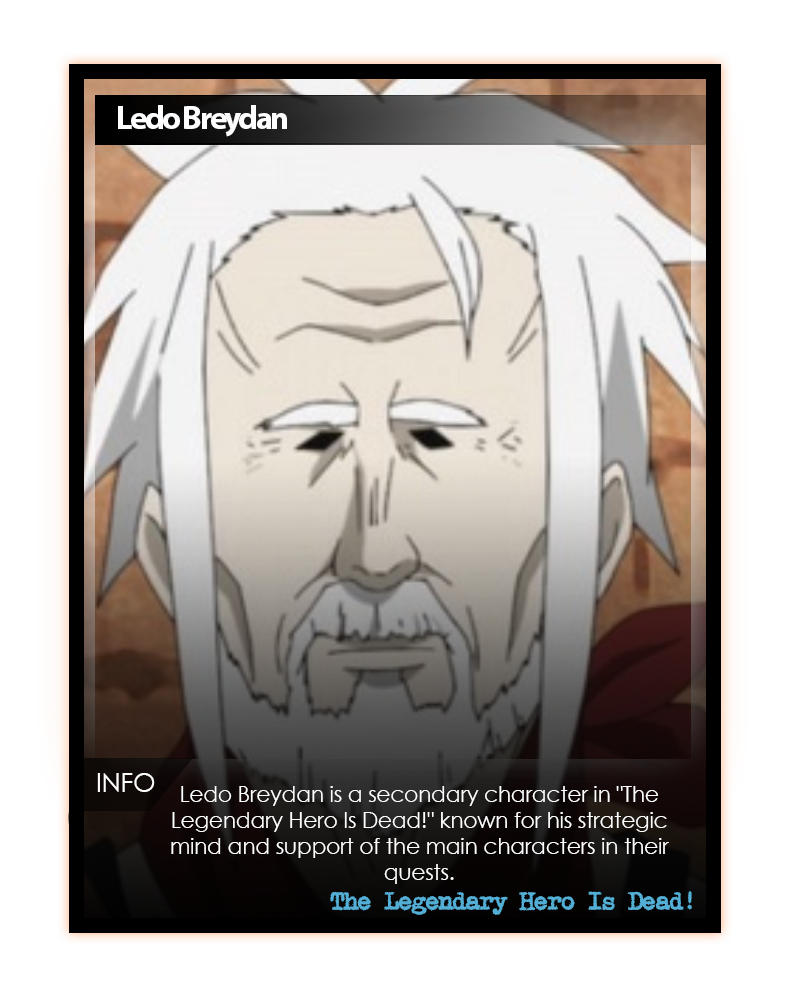 Ledo Breydan
INFO
Ledo Breydan is a secondary character in "The
Legendary Hero Is Dead!" known for his strategic
mind and support of the main characters in their
quests.
The Legendary Hero Is Dead!